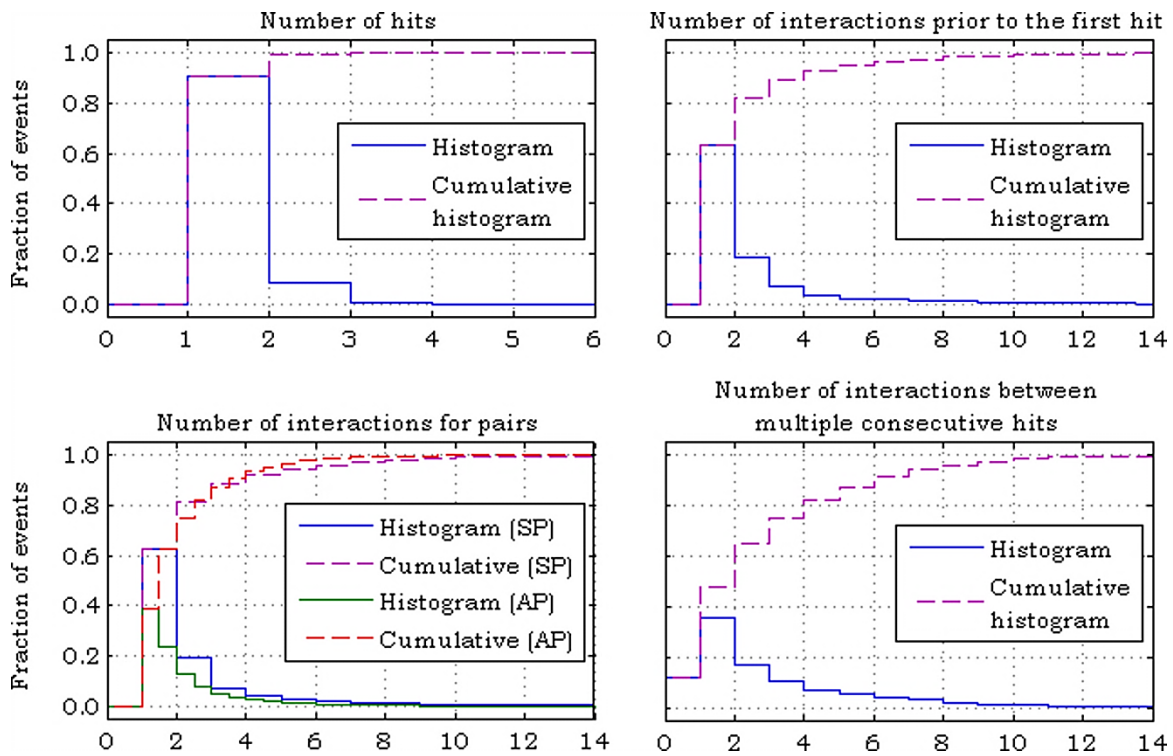 Number of hits
Fraction of events
1.0
0.8
0.6
0.4
0.2
0.0
Histogram
Cumulative
histogram
0 1 2 3 4 5 6
Number of interactions prior to the first hit
Histogram
Cumulative
histogram
0 2 4 6 8 10 12 14
Number of interactions for pairs
Fraction of events
1.0
0.8
0.6
0.4
0.2
0.0
Histogram (SP)
Cumulative (SP)
Histogram (AP)
Cumulative (AP)
0 2 4 6 8 10 12 14
Number of interactions between
multiple consecutive hits
Histogram
Cumulative
histogram
0 2 4 6 8 10 12 14